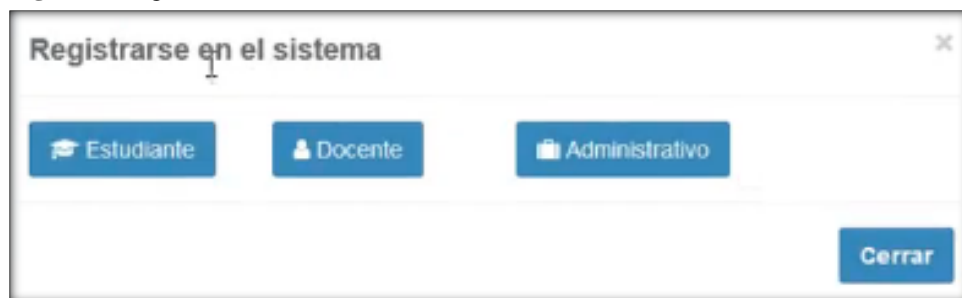 Registrarse en el sistema ×
Estudiante Docente Administrativo
Cerrar